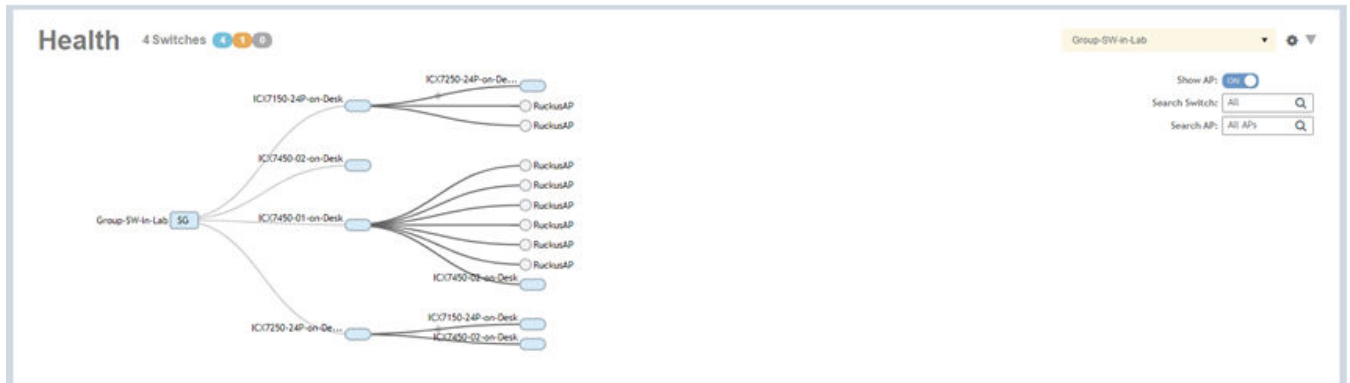 Health 4 Switches 4 1 0
Group-SW-in-Lab
Show AP: ON
Search Switch: All
Search AP: All APs
ICX7250-24P-on-De...
ICX7150-24P-on-Desk
RuckusAP
RuckusAP
ICX7450-02-on-Desk
RuckusAP
RuckusAP
RuckusAP
Group-SW-in-Lab SG
ICX7450-01-on-Desk
RuckusAP
RuckusAP
RuckusAP
ICX7450-02-on-Desk
ICX7150-24P-on-Desk
ICX7250-24P-on-De...
ICX7450-02-on-Desk